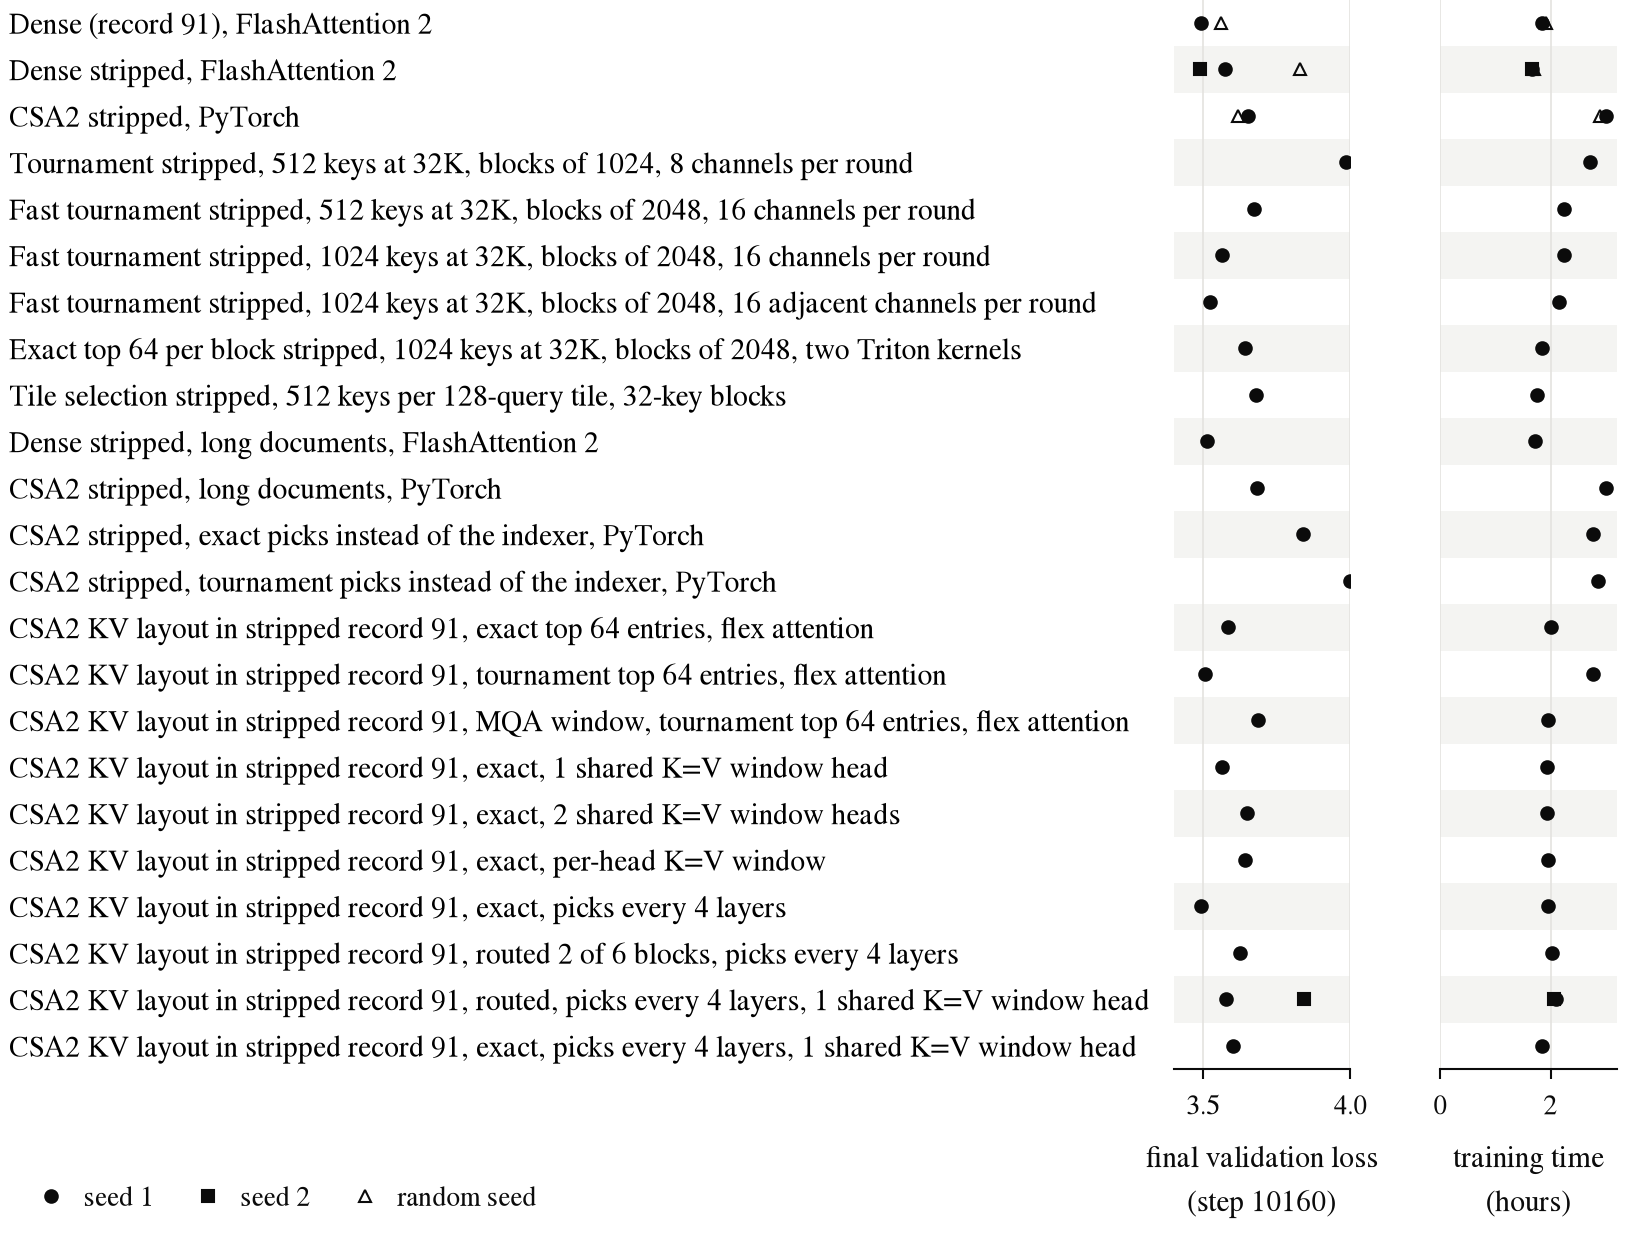 Dense (record 91), FlashAttention 2
Dense stripped, FlashAttention 2
CSA2 stripped, PyTorch
Tournament stripped, 512 keys at 32K, blocks of 1024, 8 channels per round
Fast tournament stripped, 512 keys at 32K, blocks of 2048, 16 channels per round
Fast tournament stripped, 1024 keys at 32K, blocks of 2048, 16 channels per round
Fast tournament stripped, 1024 keys at 32K, blocks of 2048, 16 adjacent channels per round
Exact top 64 per block stripped, 1024 keys at 32K, blocks of 2048, two Triton kernels
Tile selection stripped, 512 keys per 128-query tile, 32-key blocks
Dense stripped, long documents, FlashAttention 2
CSA2 stripped, long documents, PyTorch
CSA2 stripped, exact picks instead of the indexer, PyTorch
CSA2 stripped, tournament picks instead of the indexer, PyTorch
CSA2 KV layout in stripped record 91, exact top 64 entries, flex attention
CSA2 KV layout in stripped record 91, tournament top 64 entries, flex attention
CSA2 KV layout in stripped record 91, MQA window, tournament top 64 entries, flex attention
CSA2 KV layout in stripped record 91, exact, 1 shared K=V window head
CSA2 KV layout in stripped record 91, exact, 2 shared K=V window heads
CSA2 KV layout in stripped record 91, exact, per-head K=V window
CSA2 KV layout in stripped record 91, exact, picks every 4 layers
CSA2 KV layout in stripped record 91, routed 2 of 6 blocks, picks every 4 layers
CSA2 KV layout in stripped record 91, routed, picks every 4 layers, 1 shared K=V window head
CSA2 KV layout in stripped record 91, exact, picks every 4 layers, 1 shared K=V window head
3.5 4.0 0 2
final validation loss training time
(step 10160) (hours)
seed 1 seed 2 random seed